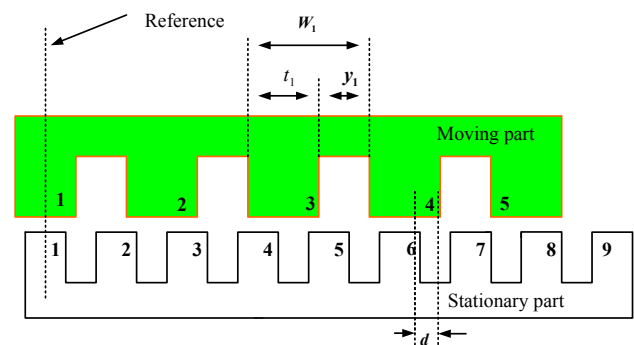 Reference
W1
t1
y1
Moving part
1 2 3 4 5
1 2 3 4 5 6 7 8 9
Stationary part
d